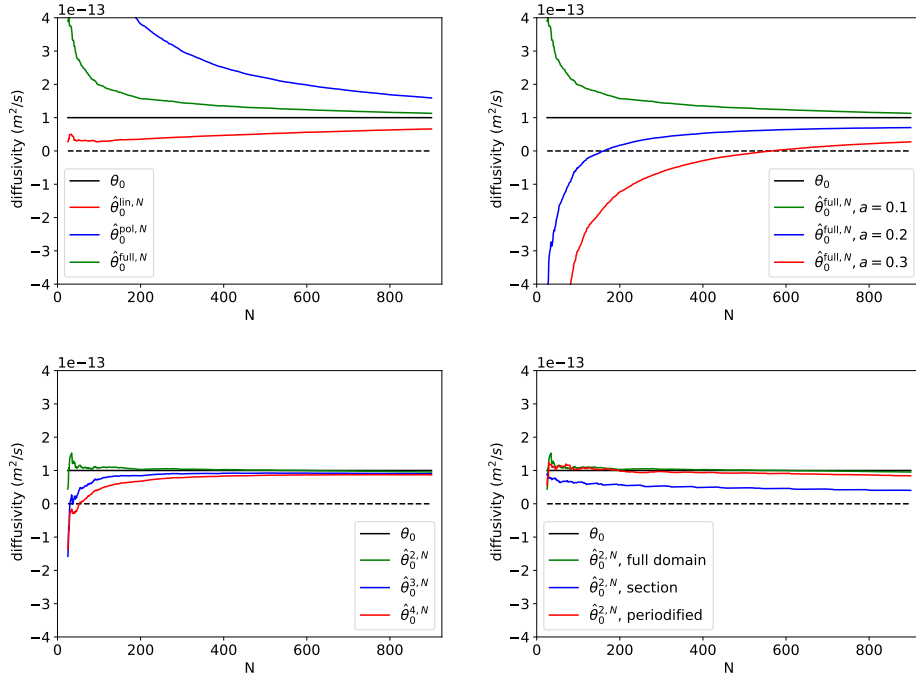 1e−13
4
3
2
1
0
−1
−2
−3
−4
diffusivity (m²/s)
0 200 400 600 800
N
θ₀
θ̂₀^{lin, N}
θ̂₀^{pol, N}
θ̂₀^{full, N}
1e−13
4
3
2
1
0
−1
−2
−3
−4
diffusivity (m²/s)
0 200 400 600 800
N
θ₀
θ̂₀^{full, N}, a = 0.1
θ̂₀^{full, N}, a = 0.2
θ̂₀^{full, N}, a = 0.3
1e−13
4
3
2
1
0
−1
−2
−3
−4
diffusivity (m²/s)
0 200 400 600 800
N
θ₀
θ̂₀^{2, N}
θ̂₀^{3, N}
θ̂₀^{4, N}
1e−13
4
3
2
1
0
−1
−2
−3
−4
diffusivity (m²/s)
0 200 400 600 800
N
θ₀
θ̂₀^{2, N}, full domain
θ̂₀^{2, N}, section
θ̂₀^{2, N}, periodified